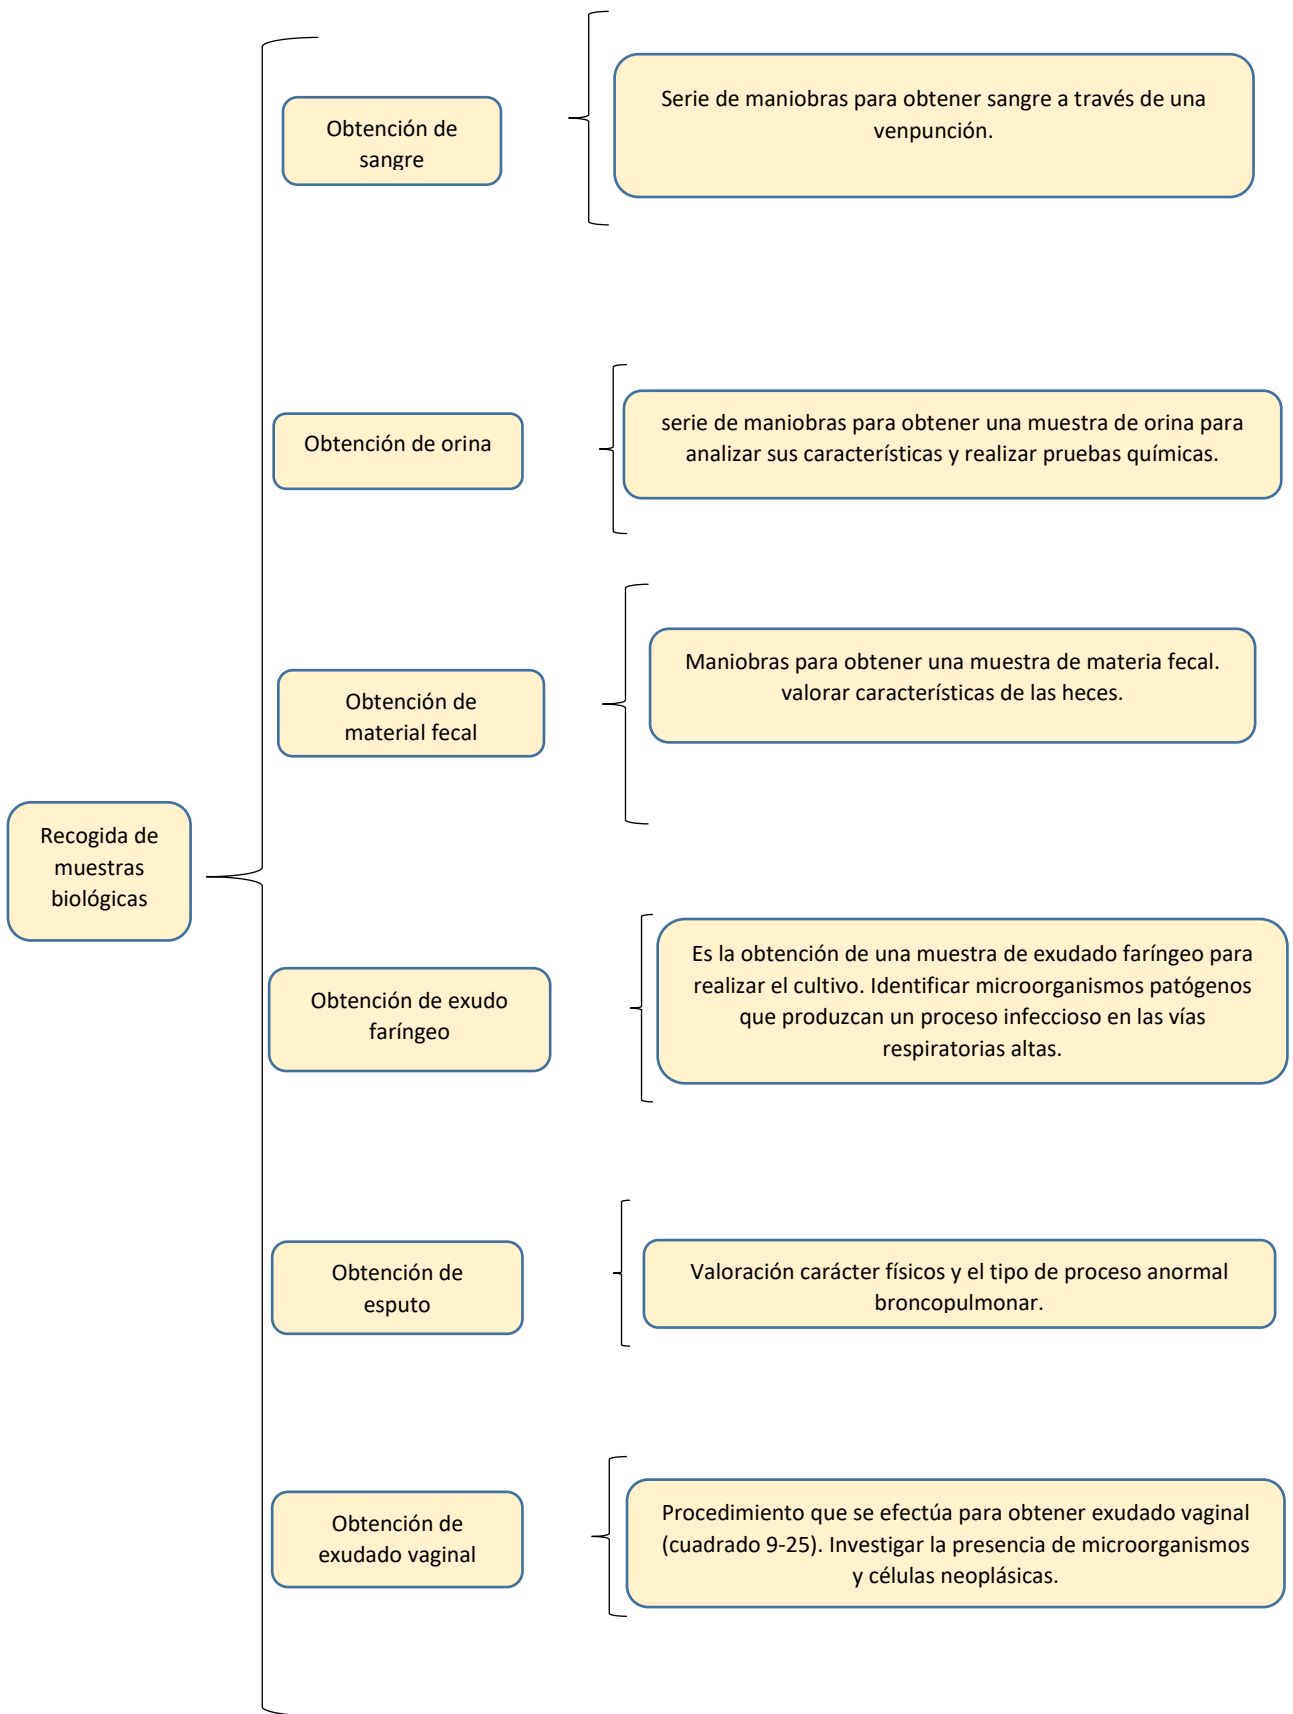 Recogida de
muestras
biológicas
Obtención de
sangre
Serie de maniobras para obtener sangre a través de una
venpunción.
Obtención de orina
serie de maniobras para obtener una muestra de orina para
analizar sus características y realizar pruebas químicas.
Obtención de
material fecal
Maniobras para obtener una muestra de materia fecal.
valorar características de las heces.
Obtención de exudo
faríngeo
Es la obtención de una muestra de exudado faríngeo para
realizar el cultivo. Identificar microorganismos patógenos
que produzcan un proceso infeccioso en las vías
respiratorias altas.
Obtención de
esputo
Valoración carácter físicos y el tipo de proceso anormal
broncopulmonar.
Obtención de
exudado vaginal
Procedimiento que se efectúa para obtener exudado vaginal
(cuadrado 9-25). Investigar la presencia de microorganismos
y células neoplásicas.